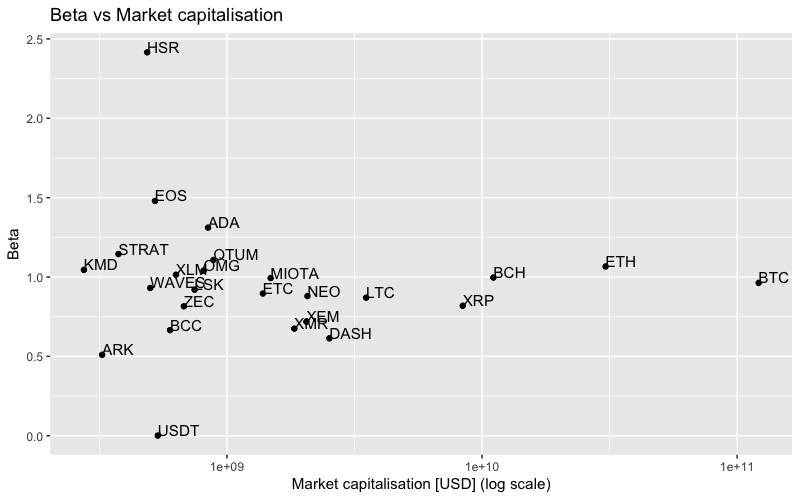 Beta vs Market capitalisation
2.5
HSR
2.0
1.5
EOS
ADA
STRAT
QTUM
KMD
XLM
OMG
MIOTA
BCH
ETH
BTC
1.0
WAVES
LSK
ETC
NEO
LTC
ZEC
XRP
BCC
XEM
XMR
DASH
0.5
ARK
USDT
0.0
Beta
1e+09
1e+10
1e+11
Market capitalisation [USD] (log scale)